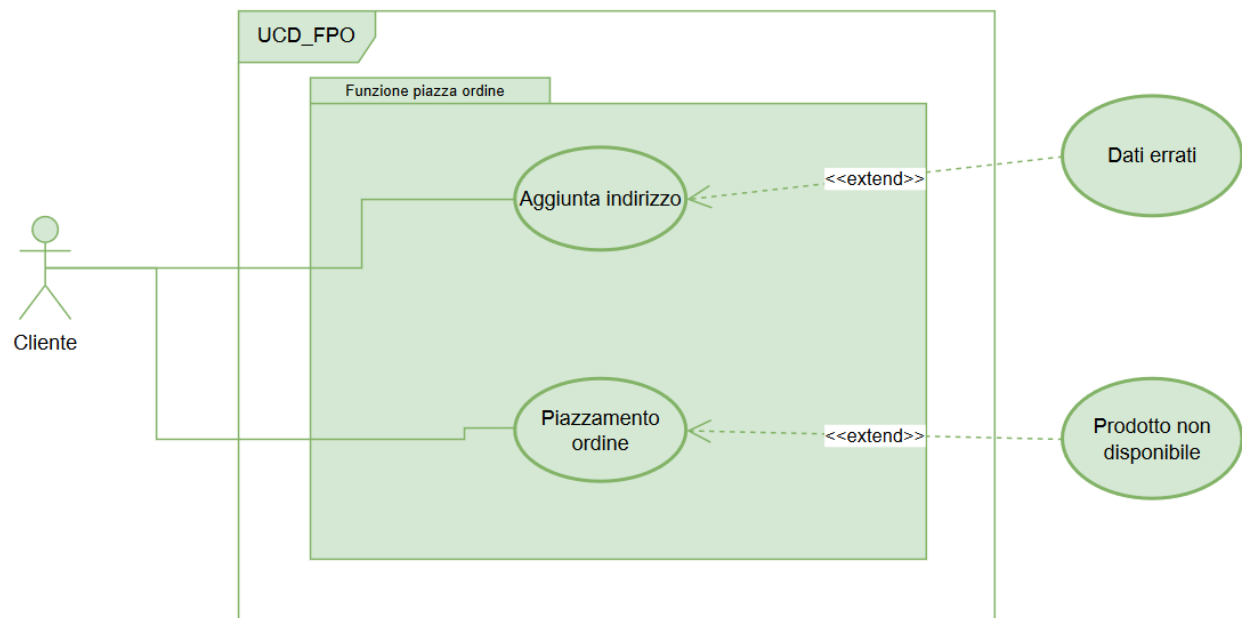 UCD_FPO
Funzione piazza ordine
Dati errati
<<extend>>
Aggiunta indirizzo
Cliente
Piazzamento
ordine
<<extend>>
Prodotto non
disponibile